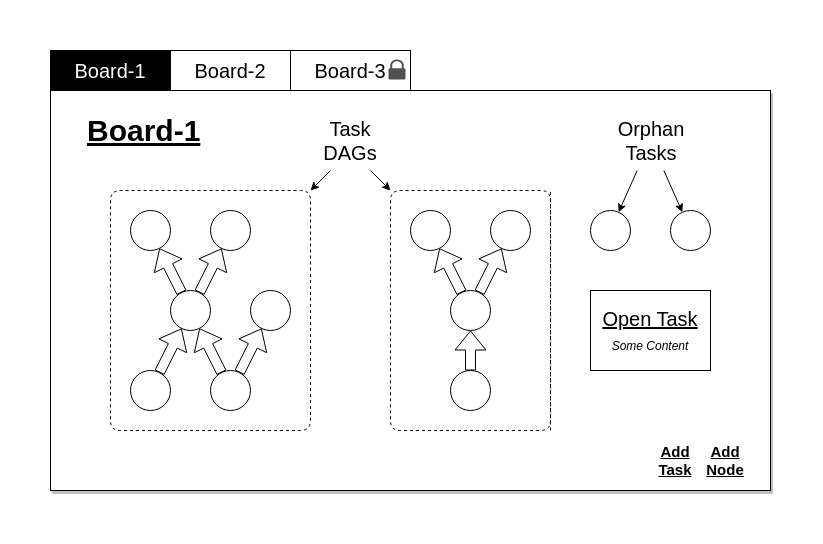 Board-1
Board-2
Board-3
Board-1
Task
DAGs
Orphan
Tasks
Open Task
Some Content
Add
Task
Add
Node